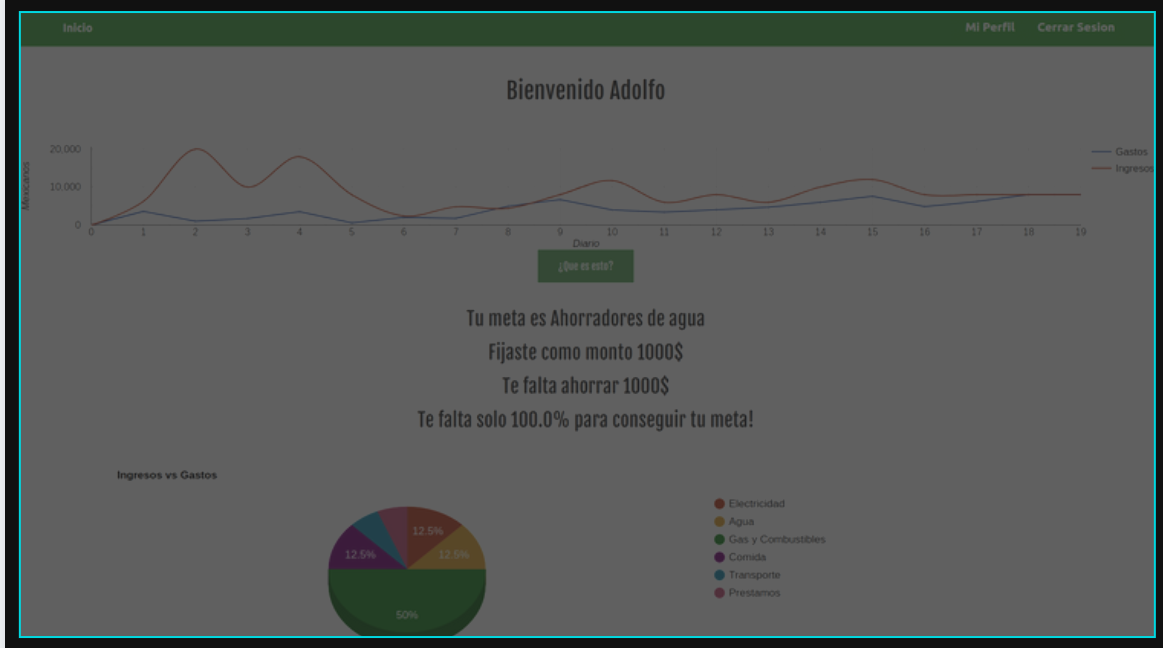 Inicio
Mi Perfil
Cerrar Sesion
Bienvenido Adolfo
20,000
10,000
0
Mexicanos
Gastos
Ingresos
0 1 2 3 4 5 6 7 8 9 10 11 12 13 14 15 16 17 18 19
Diario
¿Que es esto?
Tu meta es Ahorradores de agua
Fijaste como monto 1000$
Te falta ahorrar 1000$
Te falta solo 100.0% para conseguir tu meta!
Ingresos vs Gastos
12.5%
12.5%
12.5%
50%
Electricidad
Agua
Gas y Combustibles
Comida
Transporte
Prestamos